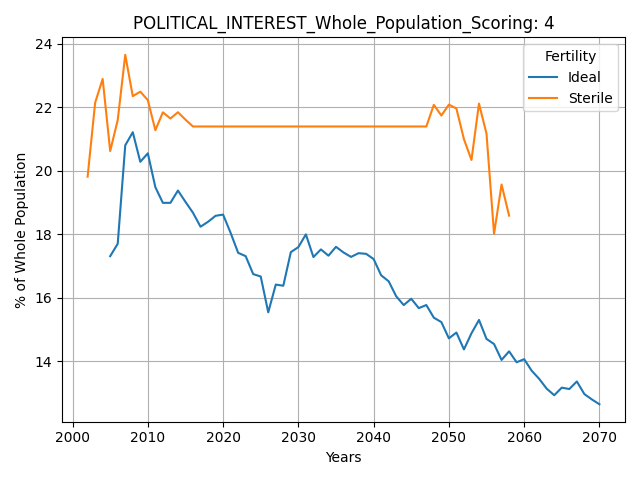 POLITICAL_INTEREST_Whole_Population_Scoring: 4
Fertility
Ideal
Sterile
24
22
20
18
16
14
% of Whole Population
2000 2010 2020 2030 2040 2050 2060 2070
Years